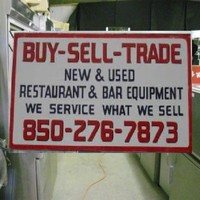 BUY-SELL-TRADE
NEW & USED
RESTAURANT & BAR EQUIPMENT
WE SERVICE WHAT WE SELL
850-276-7873